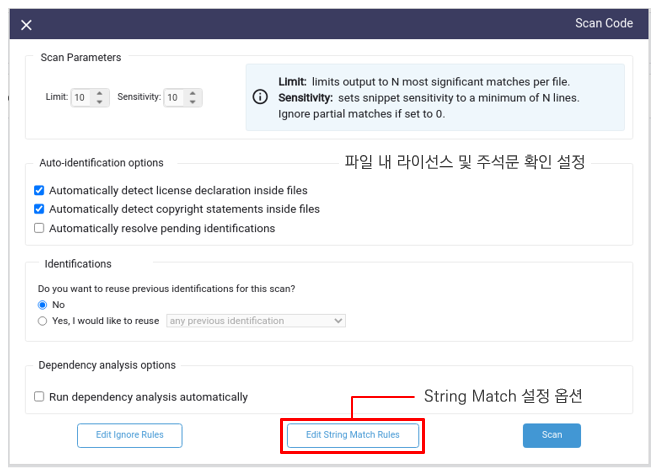 Scan Code
Scan Parameters
Limit: 10 Sensitivity: 10
Limit: limits output to N most significant matches per file.
Sensitivity: sets snippet sensitivity to a minimum of N lines.
Ignore partial matches if set to 0.
Auto-identification options
파일 내 라이선스 및 주석문 확인 설정
Automatically detect license declaration inside files
Automatically detect copyright statements inside files
Automatically resolve pending identifications
Identifications
Do you want to reuse previous identifications for this scan?
No
Yes, I would like to reuse any previous identification
Dependency analysis options
Run dependency analysis automatically
String Match 설정 옵션
Edit Ignore Rules
Edit String Match Rules
Scan